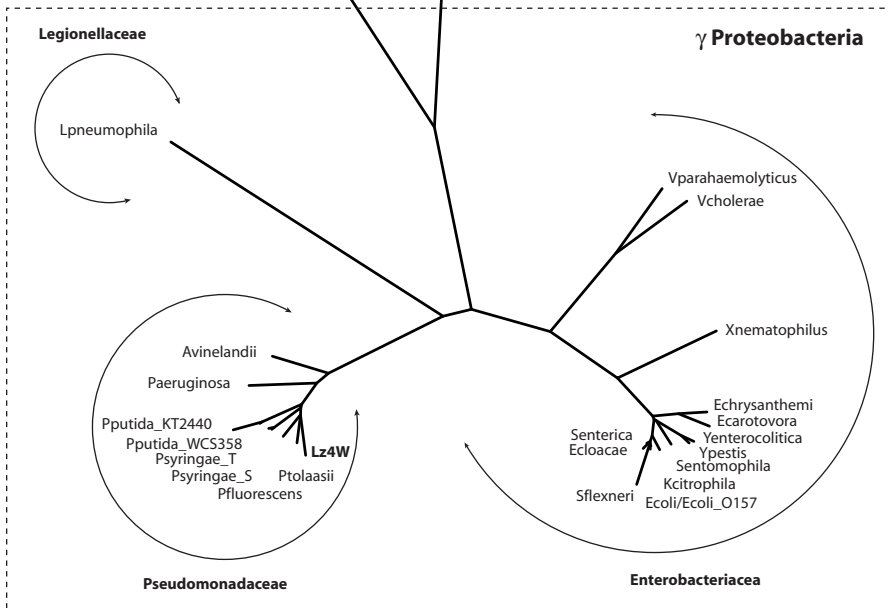 Legionellaceae
γ Proteobacteria
Lpneumophila
Vparahaemolyticus
Vcholerae
Xnematophilus
Avinelandii
Paeruginosa
Pputida_KT2440
Pputida_WCS358
Psyringae_T
Psyringae_S
Pfluorescens
Ptolaasii
Lz4W
Echrysanthemi
Ecarotovora
Yenterocolitica
Ypestis
Sentomophila
Kcitrophila
Ecoli/Ecoli_O157
Senterica
Ecloacae
Sflexneri
Pseudomonadaceae
Enterobacteriacea